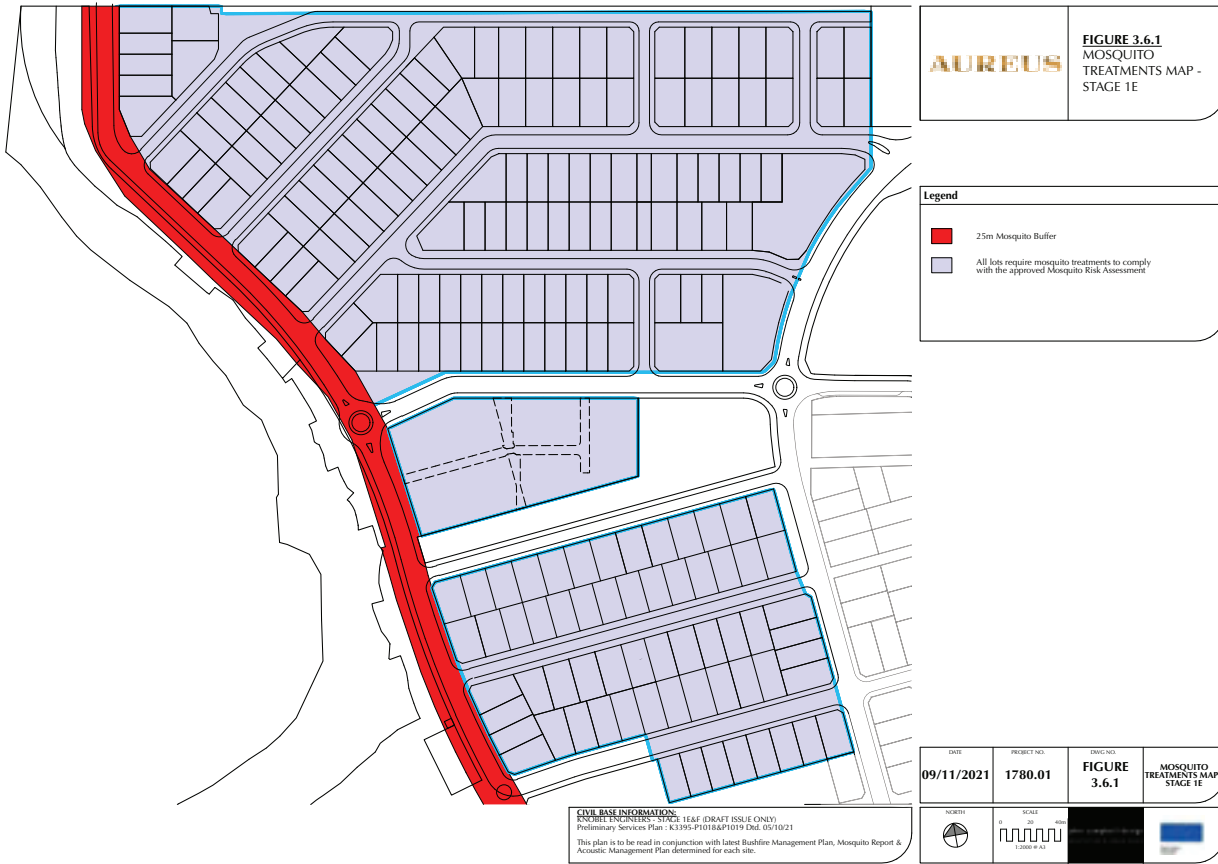 AUREUS
FIGURE 3.6.1
MOSQUITO
TREATMENTS MAP -
STAGE 1E
Legend
25m Mosquito Buffer
All lots require mosquito treatments to comply
with the approved Mosquito Risk Assessment
DATE
09/11/2021
PROJECT NO.
1780.01
DWG NO.
FIGURE
3.6.1
MOSQUITO
TREATMENTS MAP
STAGE 1E
NORTH
SCALE
0 20 40m
1:2000 @ A3
CIVIL BASE INFORMATION:
KNOBEL ENGINEERS - STAGE 1E&F (DRAFT ISSUE ONLY)
Preliminary Services Plan : K3395-P1018&P1019 Dtd. 05/10/21
This plan is to be read in conjunction with latest Bushfire Management Plan, Mosquito Report &
Acoustic Management Plan determined for each site.